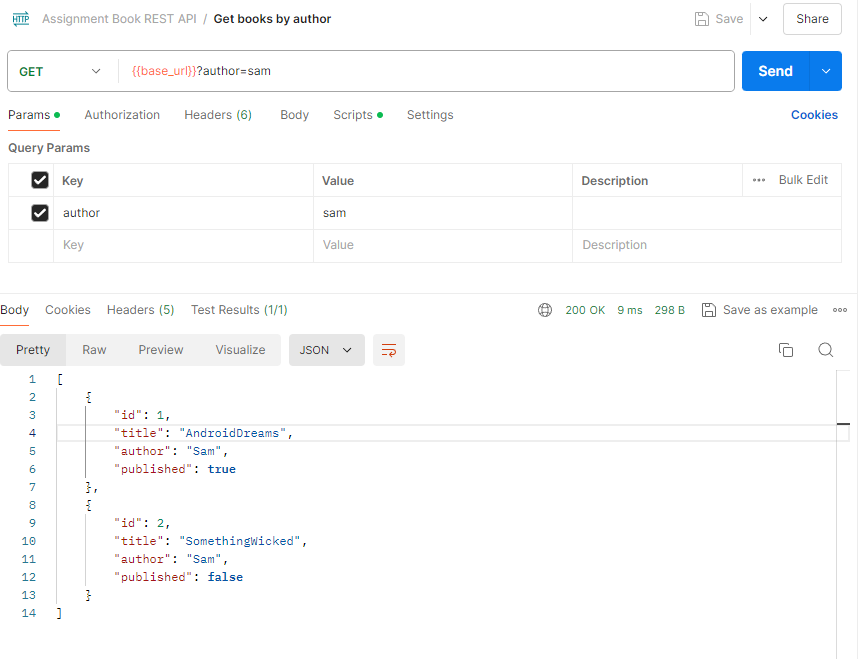 HTTP Assignment Book REST API / Get books by author Save Share
GET {{base_url}}?author=sam Send
Params Authorization Headers (6) Body Scripts Settings Cookies
Query Params
Key Value Description ••• Bulk Edit
author sam
Key Value Description
Body Cookies Headers (5) Test Results (1/1) 200 OK 9 ms 298 B Save as example
Pretty Raw Preview Visualize JSON
1 [
2 {
3 "id": 1,
4 "title": "AndroidDreams",
5 "author": "Sam",
6 "published": true
7 },
8 {
9 "id": 2,
10 "title": "SomethingWicked",
11 "author": "Sam",
12 "published": false
13 }
14 ]